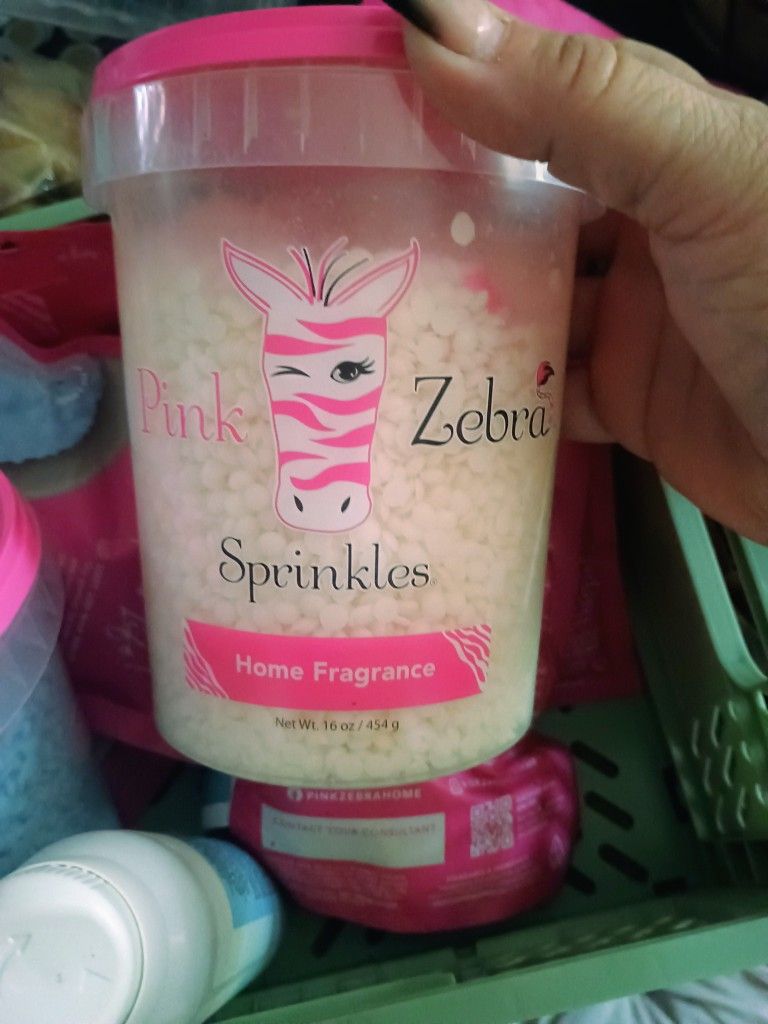 Pink Zebra
Sprinkles®
Home Fragrance
Net Wt. 16 oz / 454 g
PINKZEBRAHOME
CONTACT YOUR CONSULTANT